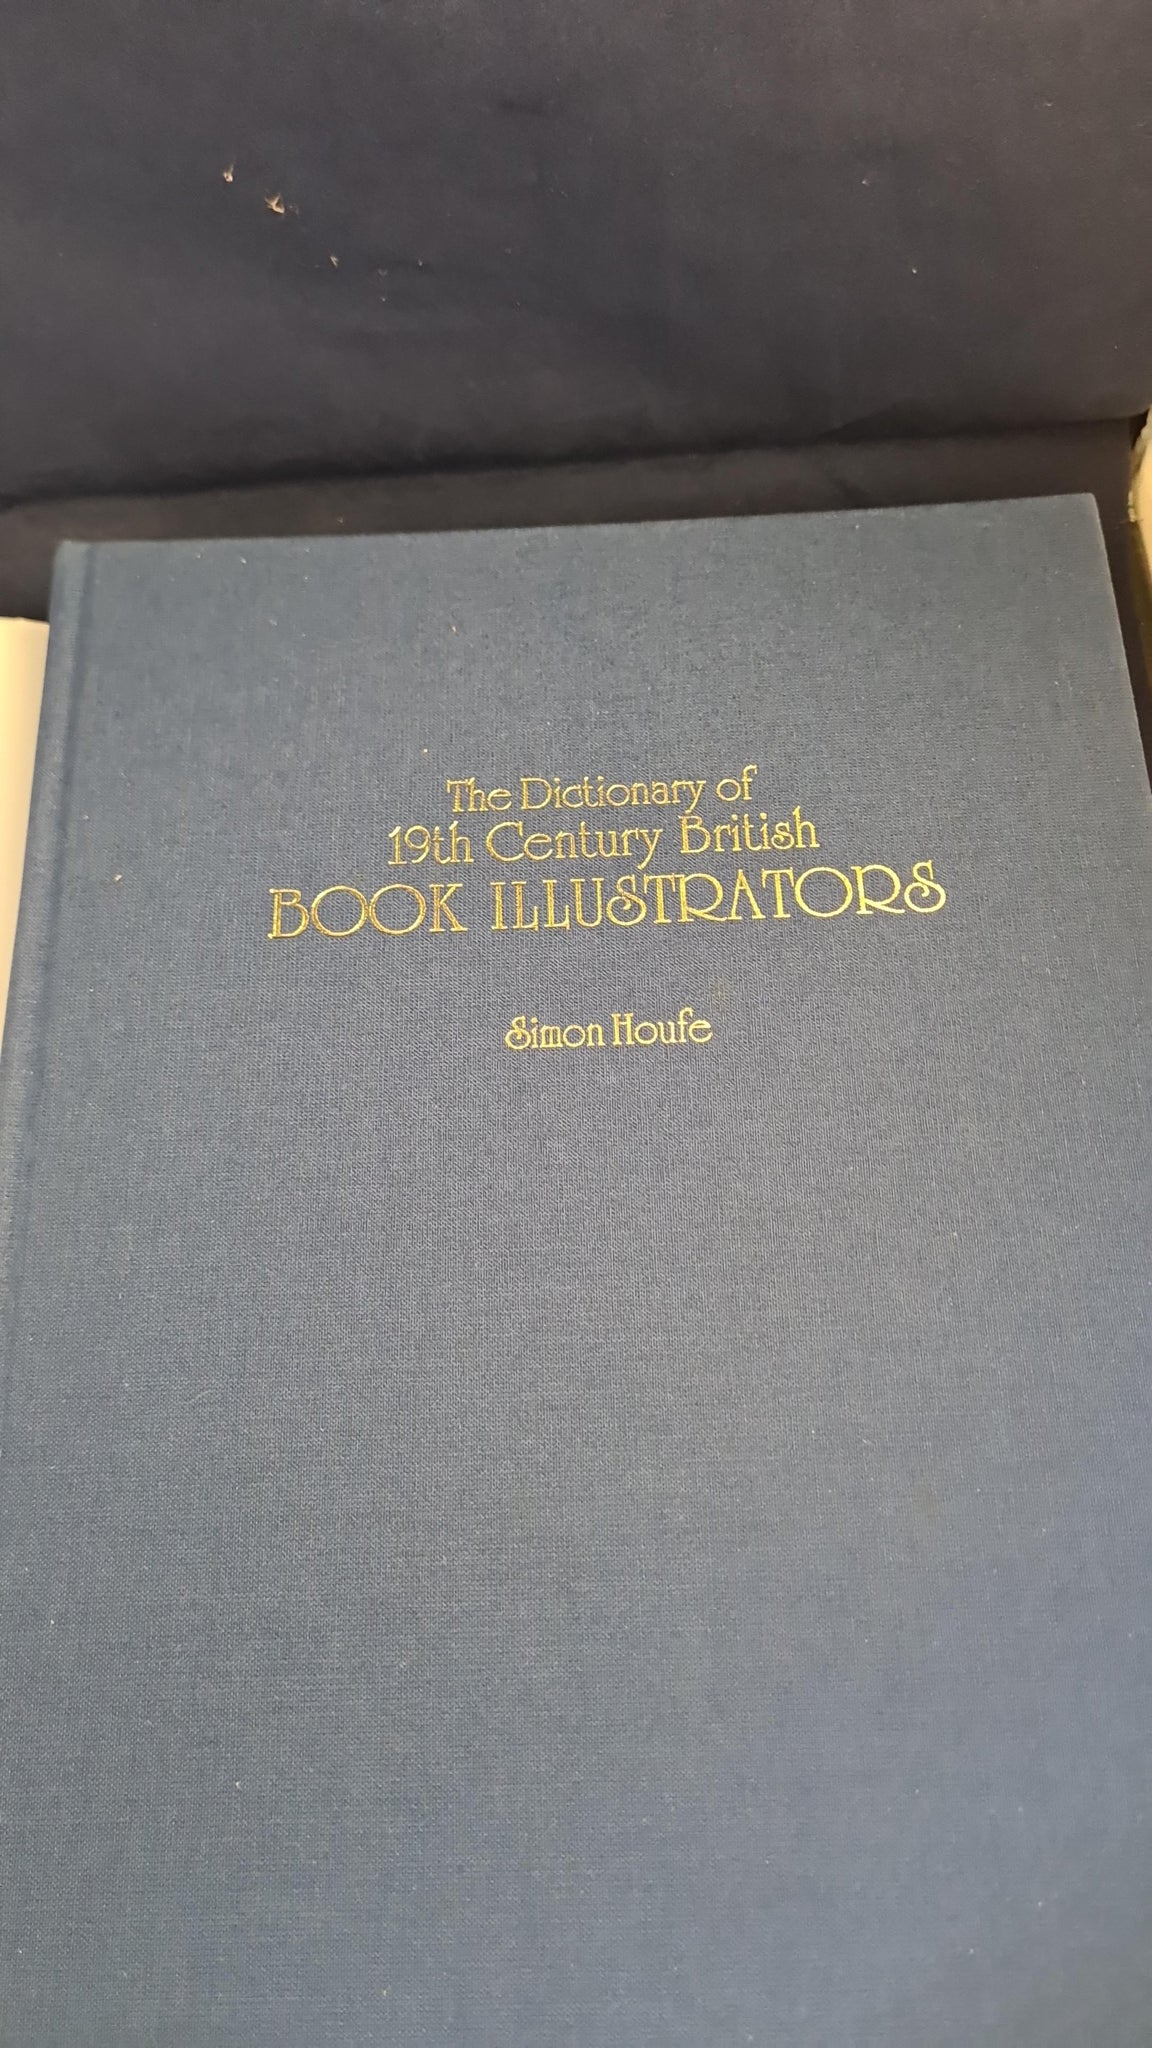 The Dictionary of
19th Century British
BOOK ILLUSTRATORS
Simon Houfe